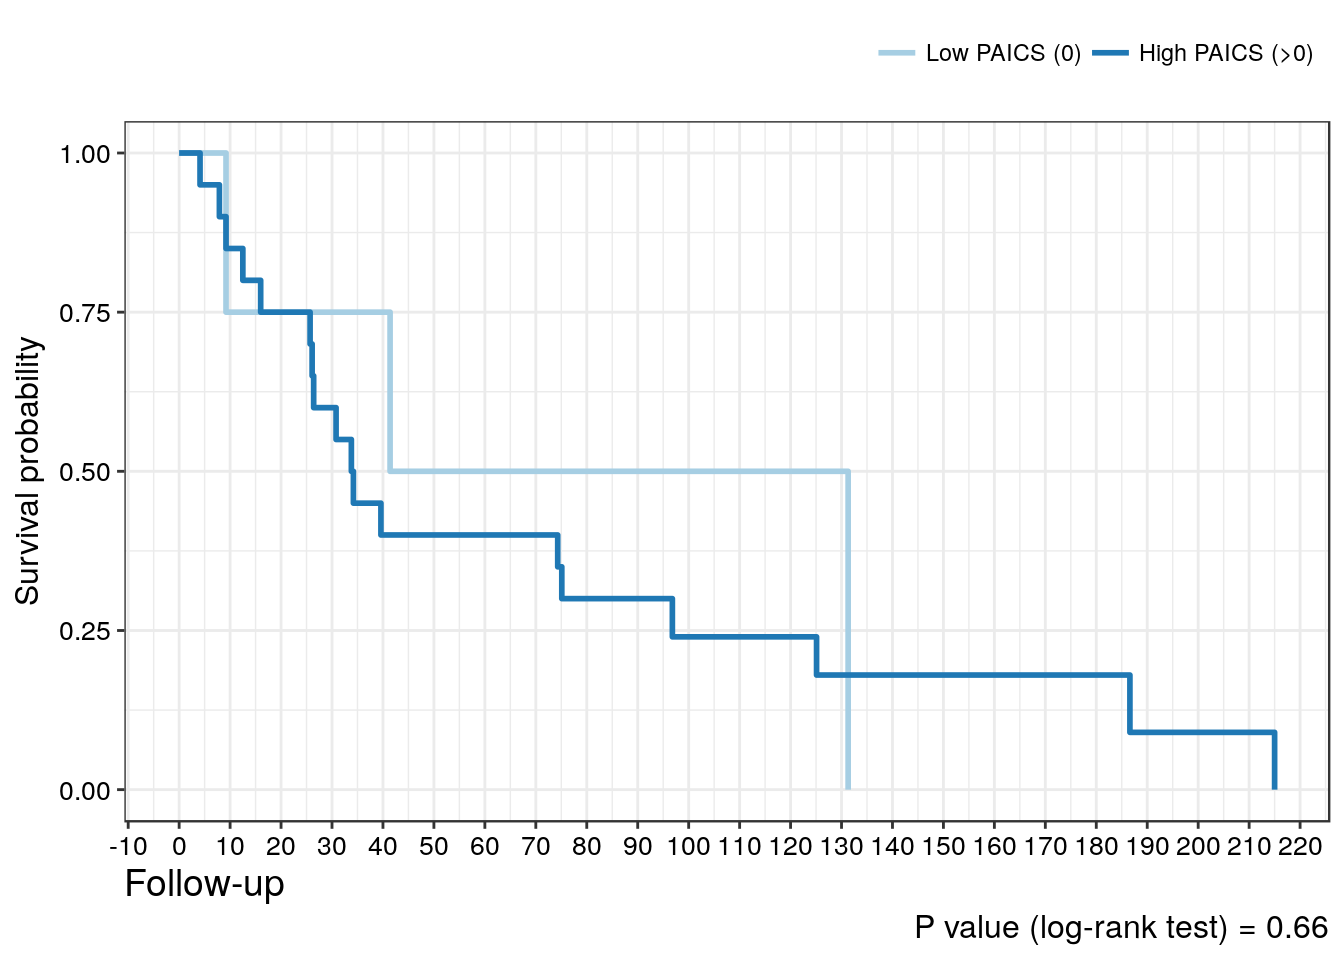 Low PAICS (0) High PAICS (>0)
1.00
0.75
0.50
0.25
0.00
Survival probability
-10 0 10 20 30 40 50 60 70 80 90 100 110 120 130 140 150 160 170 180 190 200 210 220
Follow-up
P value (log-rank test) = 0.66